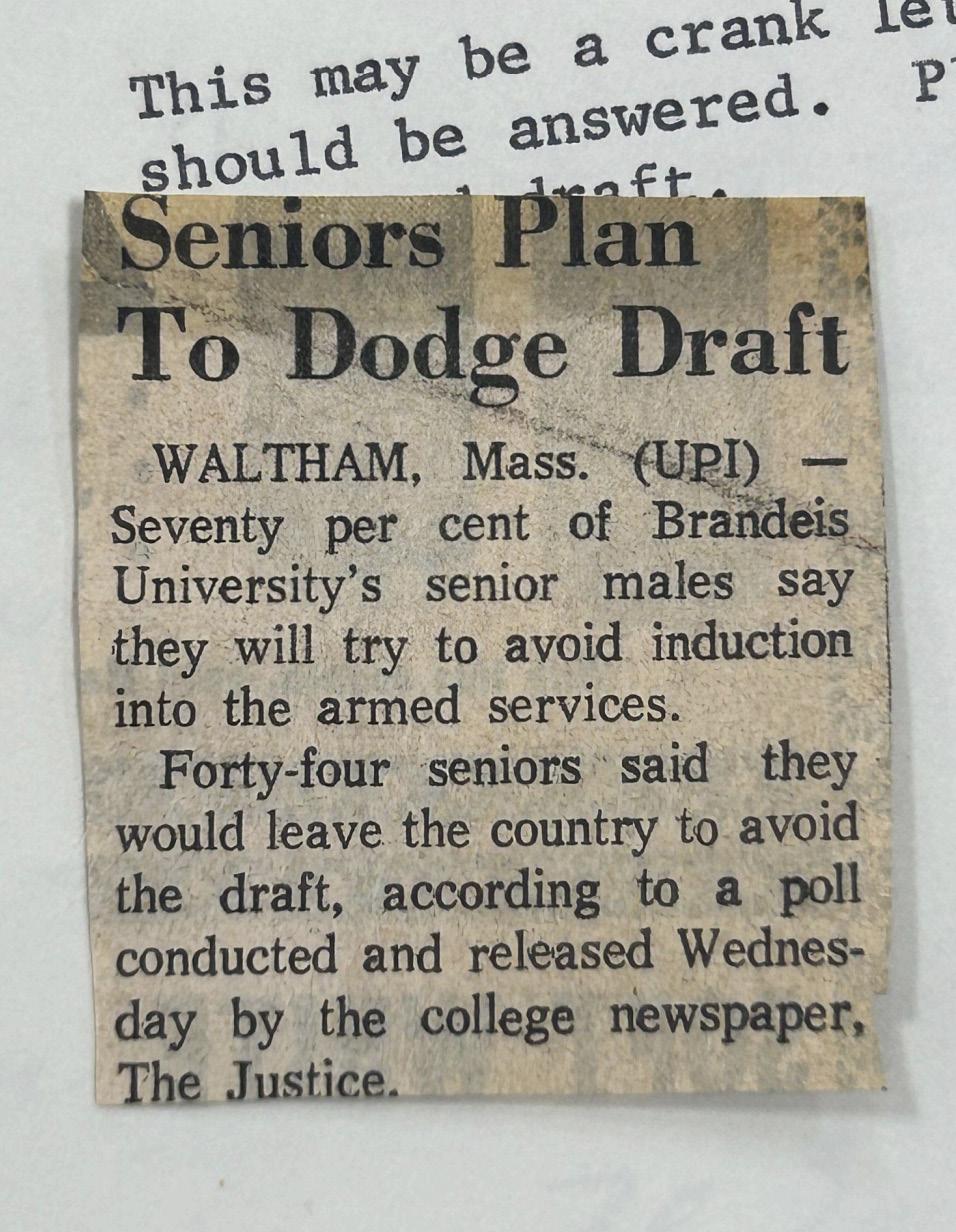 This may be a crank
should be answered.
draft.
Seniors Plan
To Dodge Draft
WALTHAM, Mass. (UPI) —
Seventy per cent of Brandeis
University's senior males say
they will try to avoid induction
into the armed services.
Forty-four seniors said they
would leave the country to avoid
the draft, according to a poll
conducted and released Wednes-
day by the college newspaper,
The Justice.